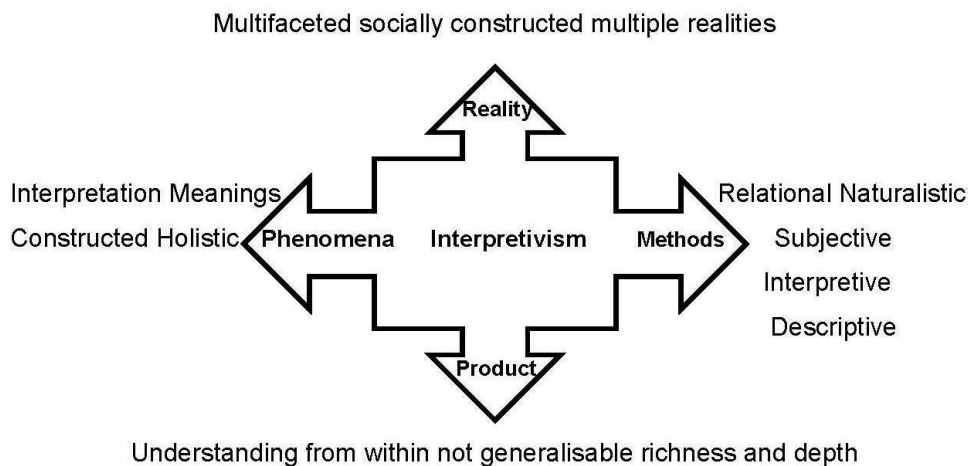 Multifaceted socially constructed multiple realities
Reality
Interpretation Meanings
Constructed Holistic
Phenomena
Interpretivism
Methods
Relational Naturalistic
Subjective
Interpretive
Descriptive
Product
Understanding from within not generalisable richness and depth